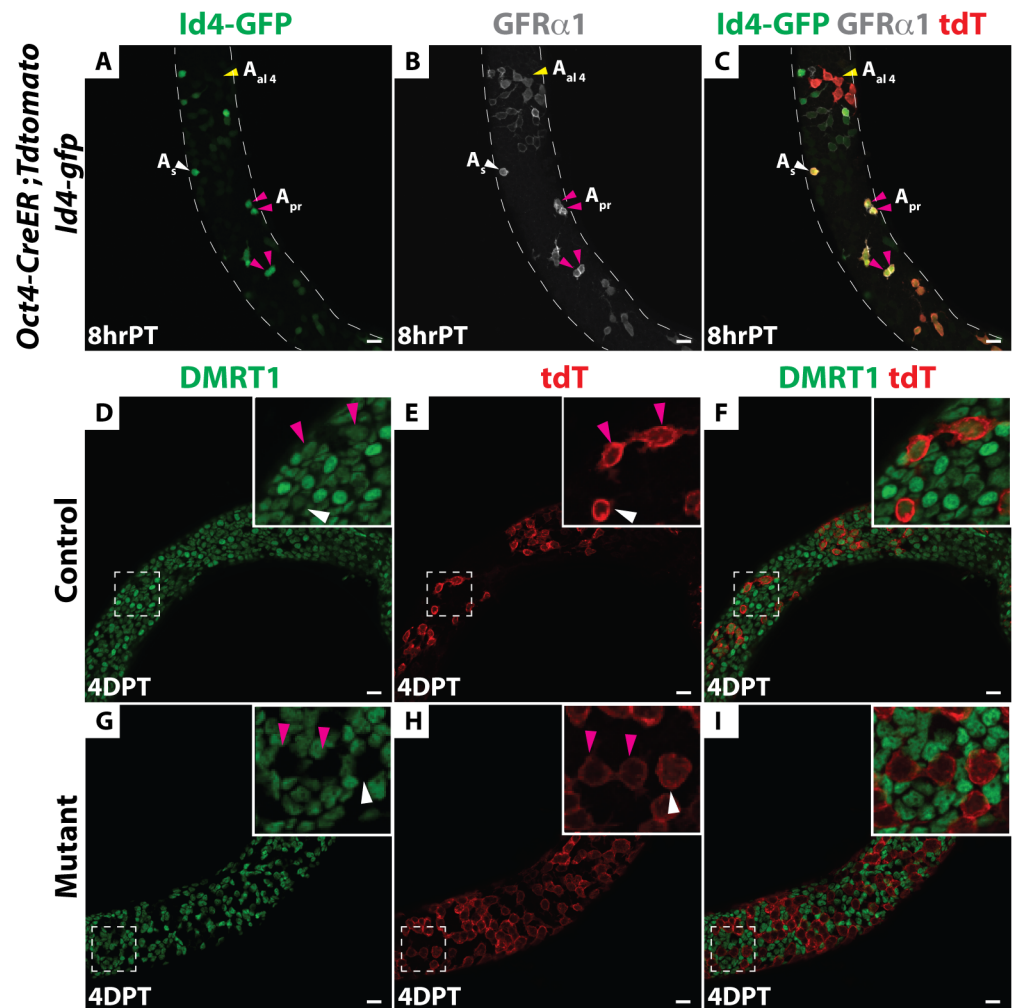 Id4-GFP
GFRα1
Id4-GFP GFRα1 tdT
Oct4-CreER ;Tdtomato
Id4-gfp
A
Aal 4
As
Apr
8hrPT
B
Aal 4
As
Apr
8hrPT
C
Aal 4
As
Apr
8hrPT
DMRT1
tdT
DMRT1 tdT
Control
D
4DPT
E
4DPT
F
4DPT
Mutant
G
4DPT
H
4DPT
I
4DPT